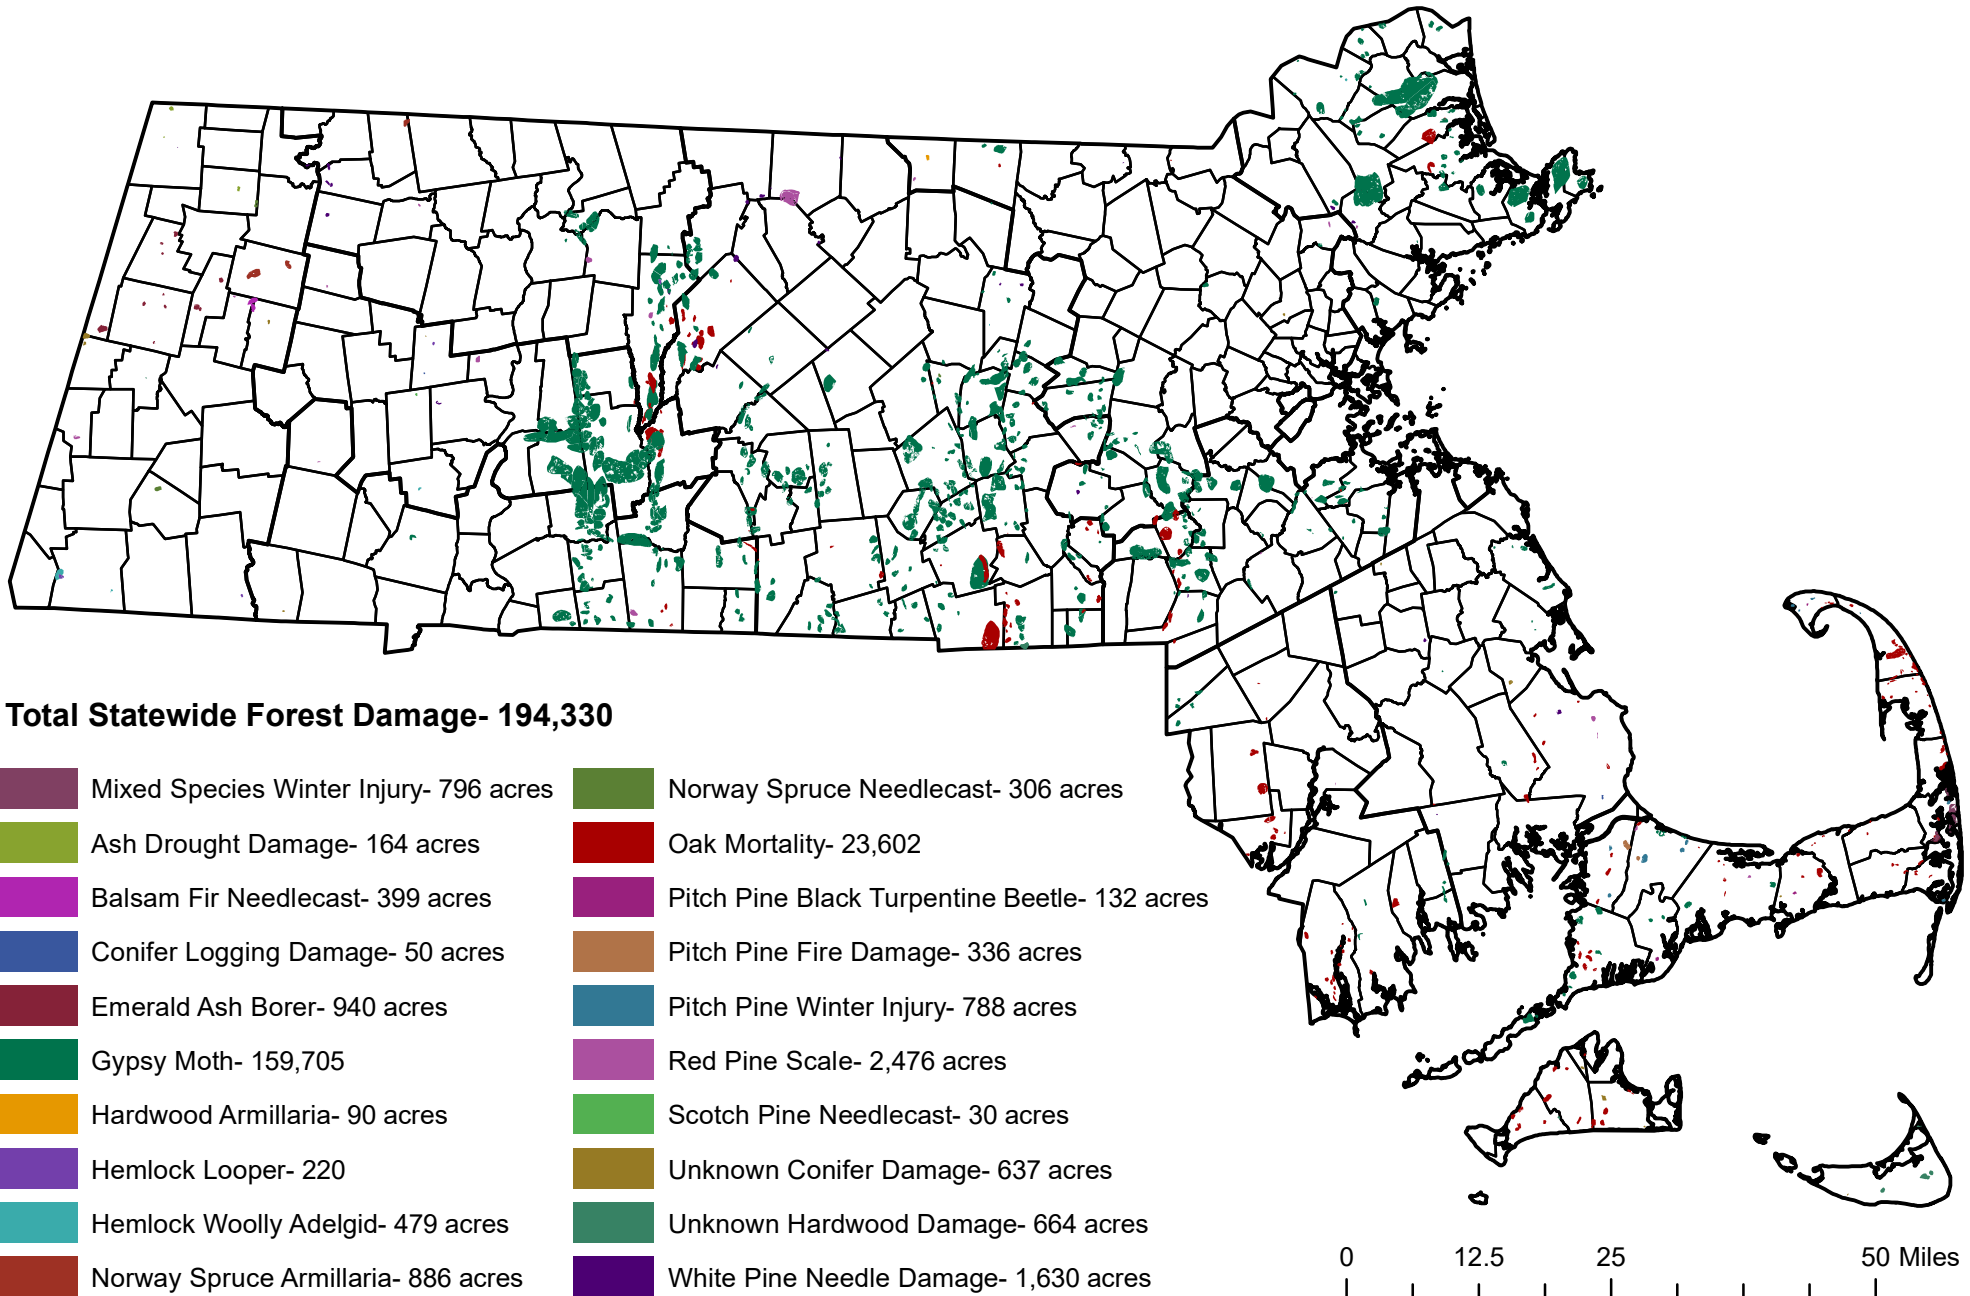 Total Statewide Forest Damage- 194,330
Mixed Species Winter Injury- 796 acres
Ash Drought Damage- 164 acres
Balsam Fir Needlecast- 399 acres
Conifer Logging Damage- 50 acres
Emerald Ash Borer- 940 acres
Gypsy Moth- 159,705
Hardwood Armillaria- 90 acres
Hemlock Looper- 220
Hemlock Woolly Adelgid- 479 acres
Norway Spruce Armillaria- 886 acres
Norway Spruce Needlecast- 306 acres
Oak Mortality- 23,602
Pitch Pine Black Turpentine Beetle- 132 acres
Pitch Pine Fire Damage- 336 acres
Pitch Pine Winter Injury- 788 acres
Red Pine Scale- 2,476 acres
Scotch Pine Needlecast- 30 acres
Unknown Conifer Damage- 637 acres
Unknown Hardwood Damage- 664 acres
White Pine Needle Damage- 1,630 acres
0 12.5 25 50 Miles